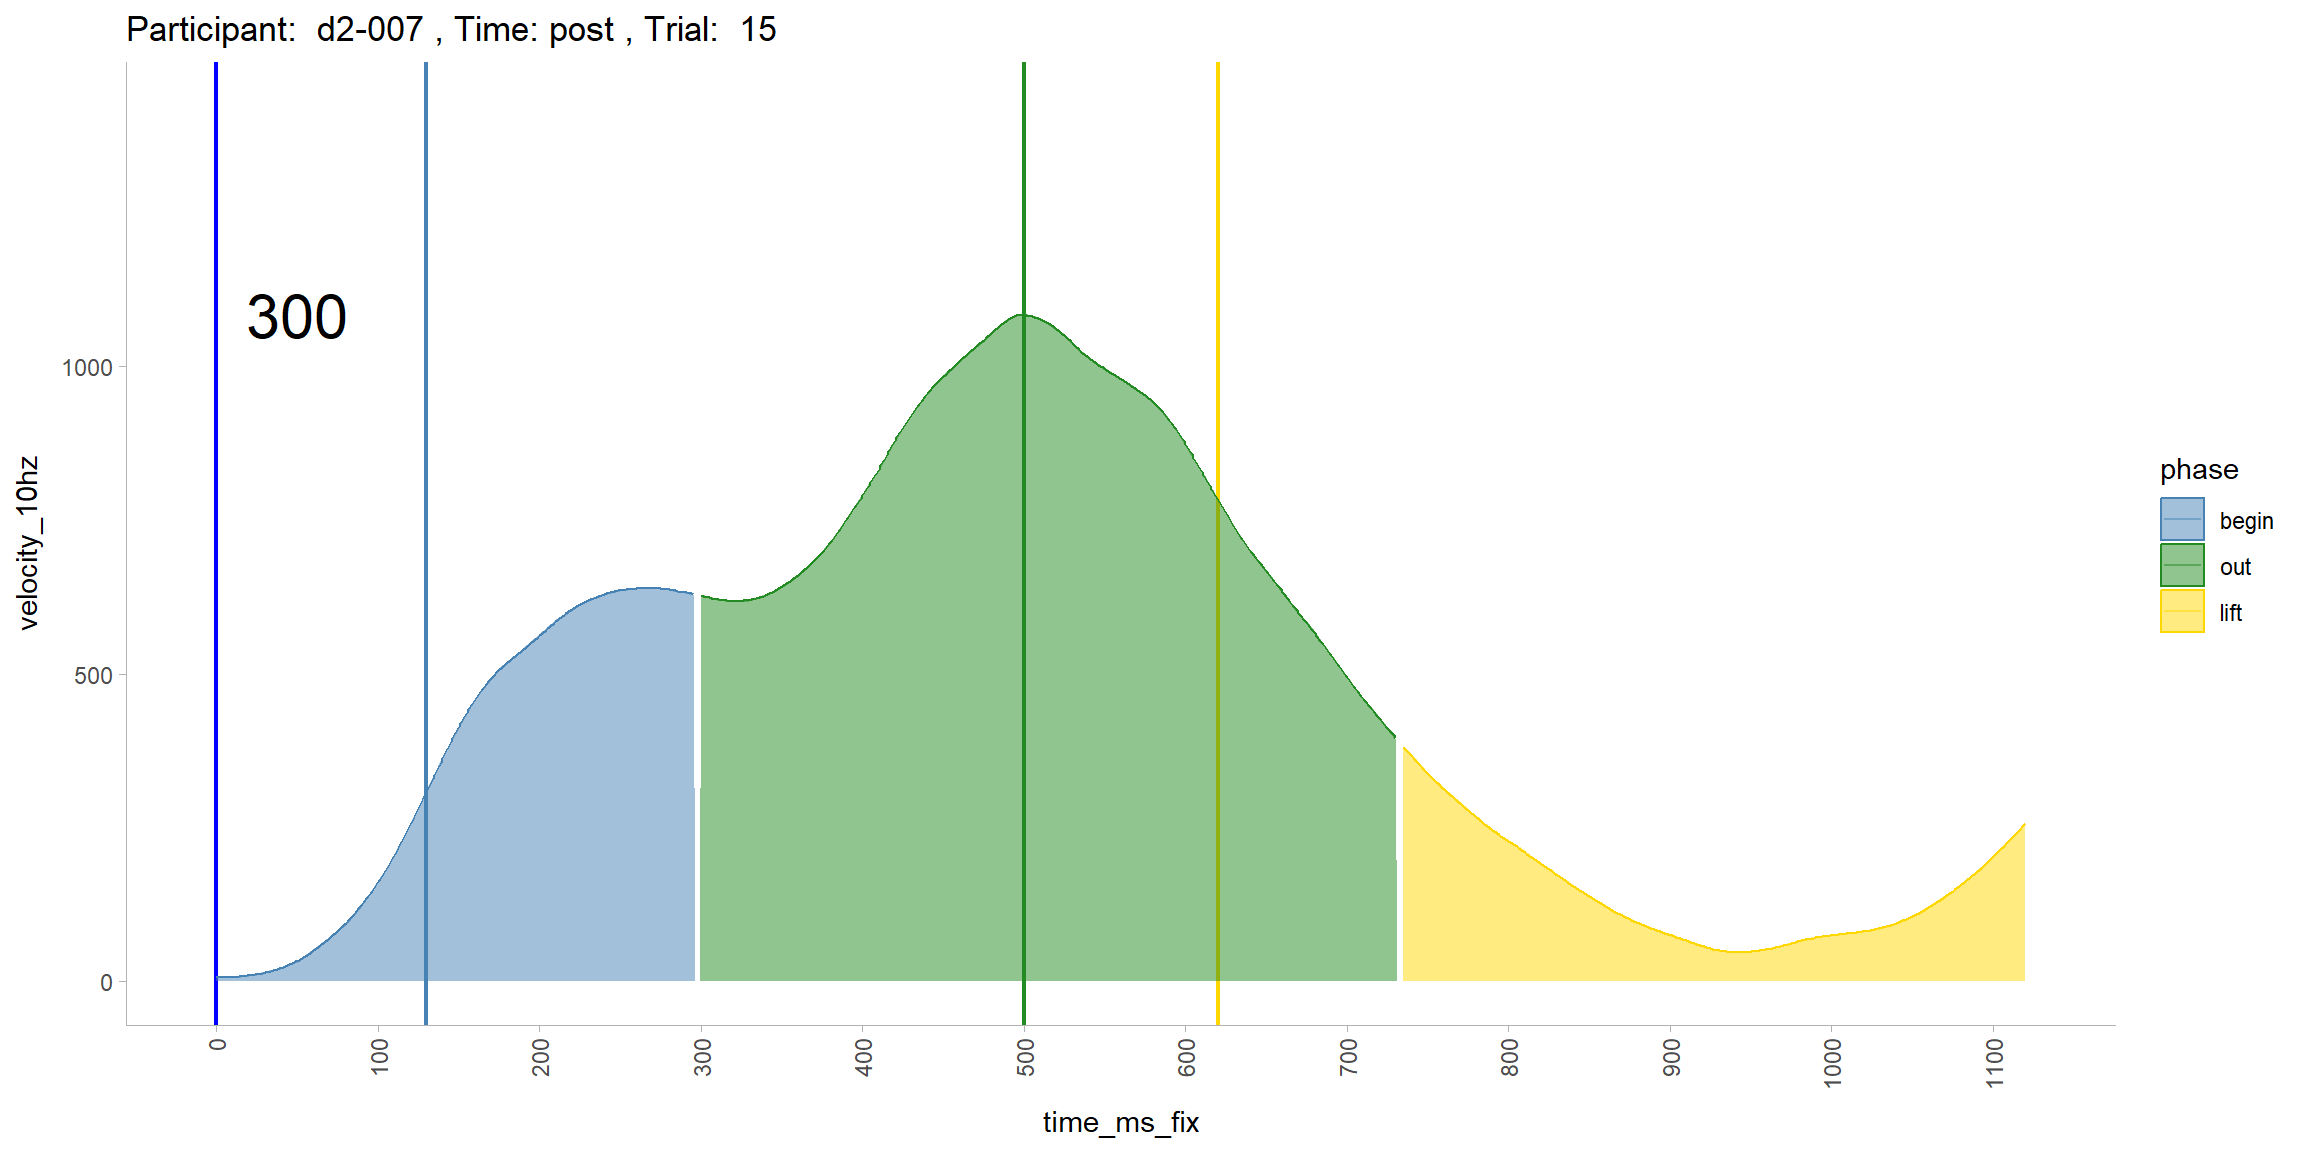 Participant:  d2-007 , Time: post , Trial:  15
300
1000
500
0
velocity_10hz
0
100
200
300
400
500
600
700
800
900
1000
1100
time_ms_fix
phase
begin
out
lift